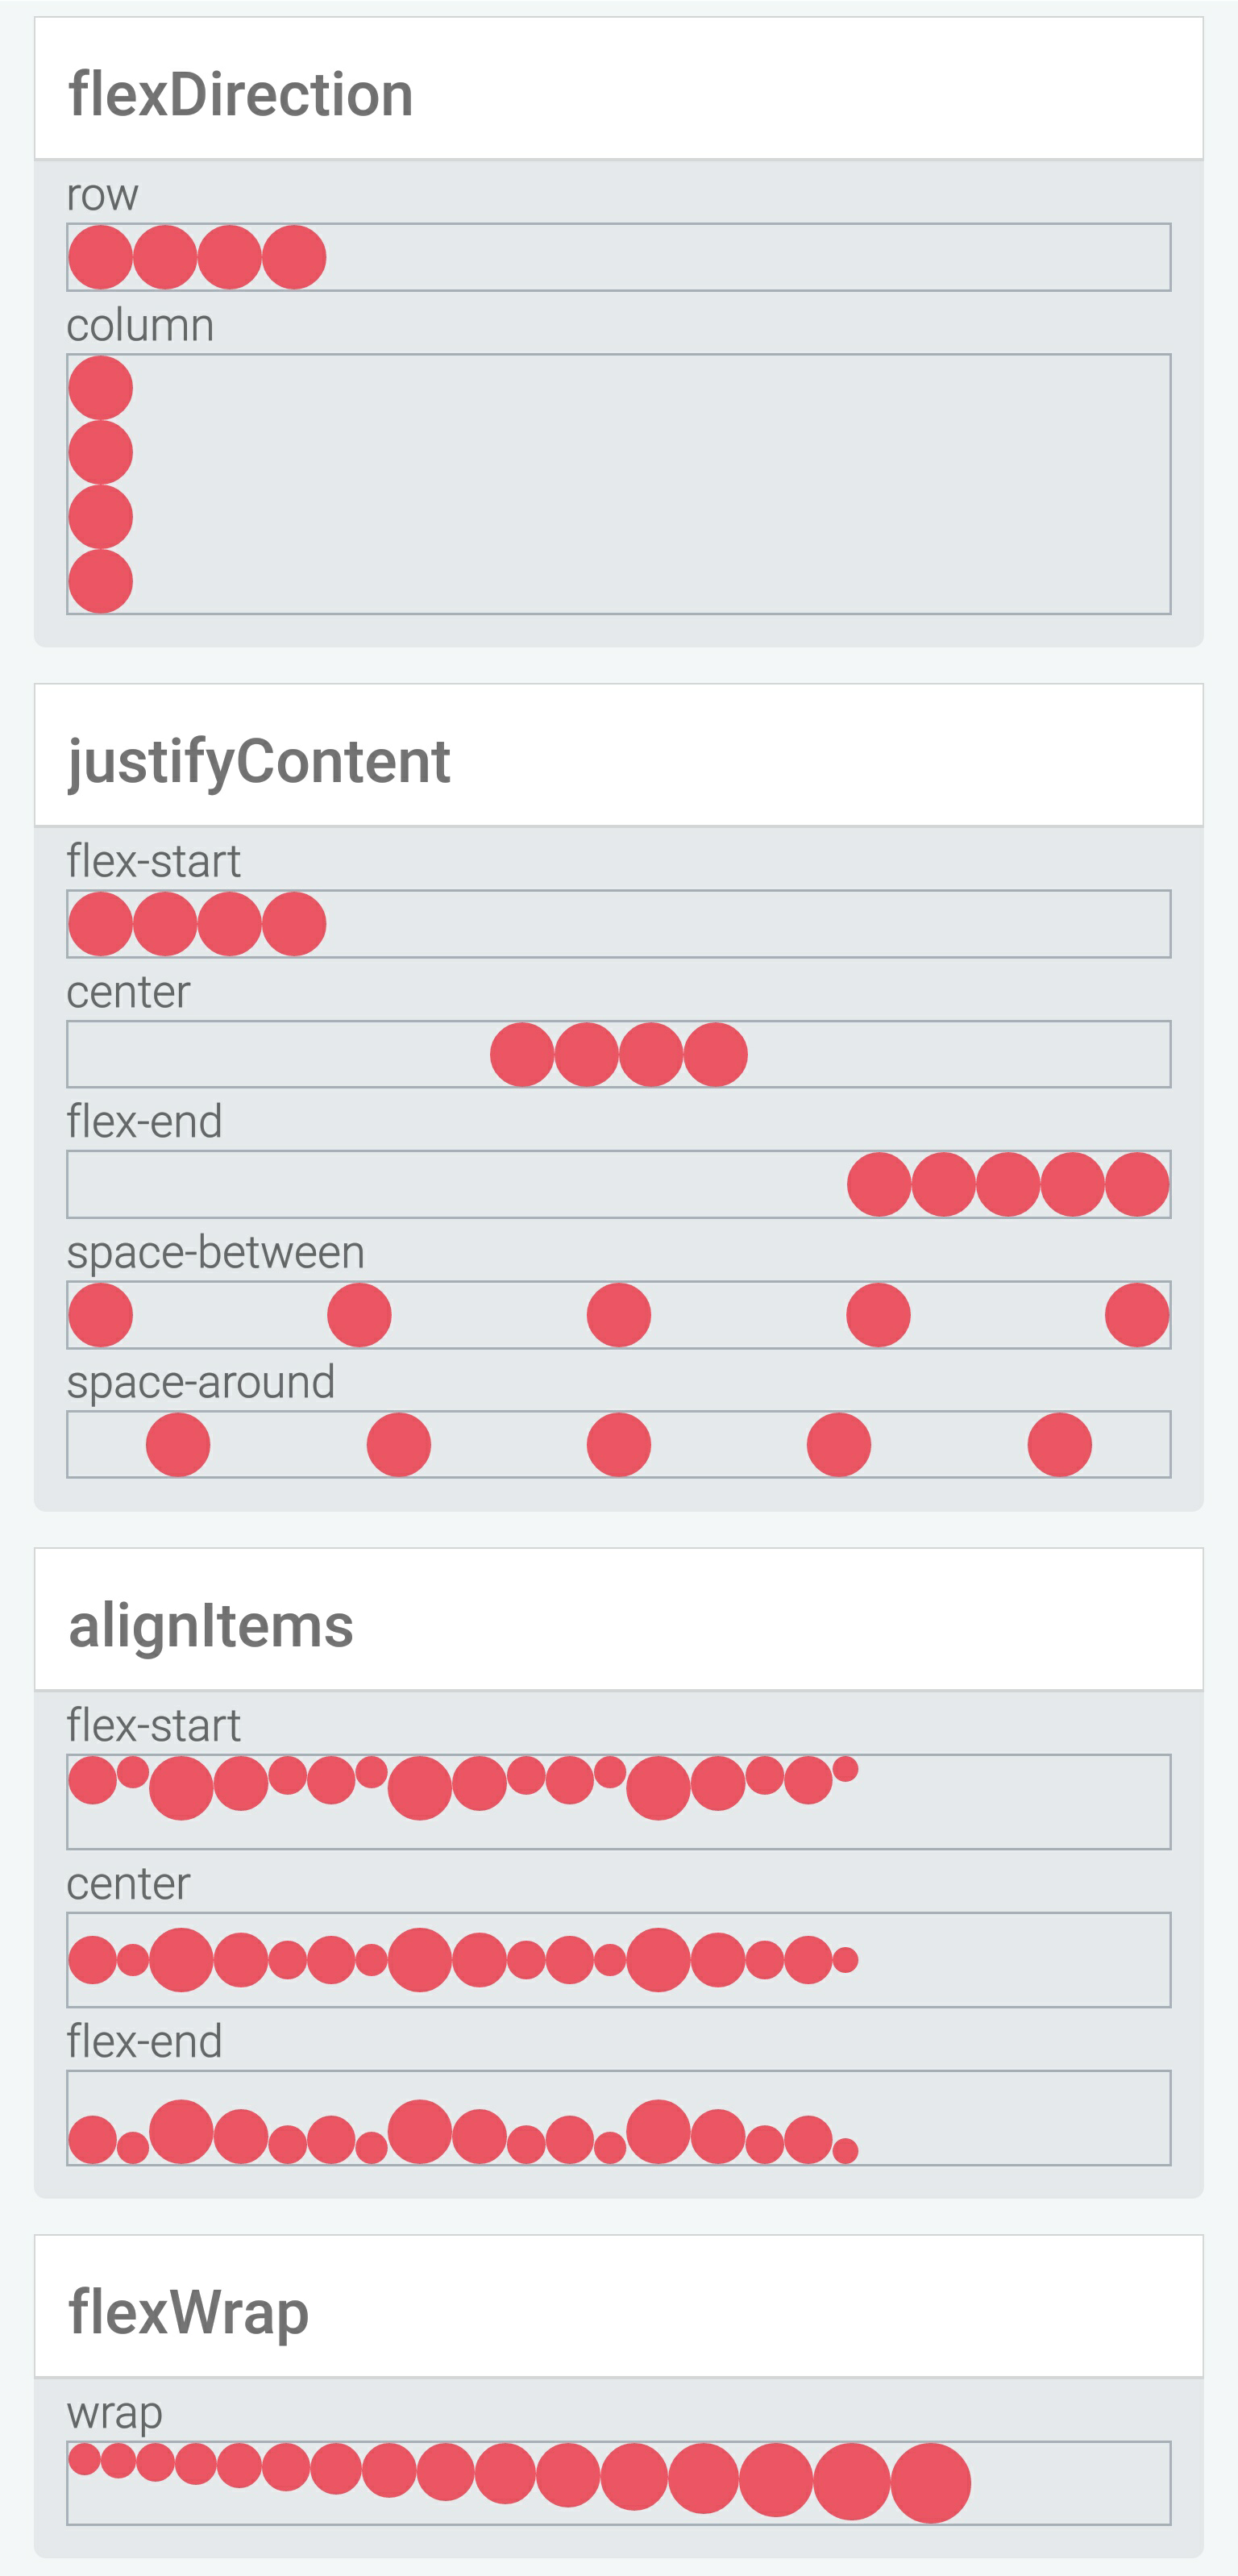 flexDirection
row
column
justifyContent
flex-start
center
flex-end
space-between
space-around
alignItems
flex-start
center
flex-end
flexWrap
wrap